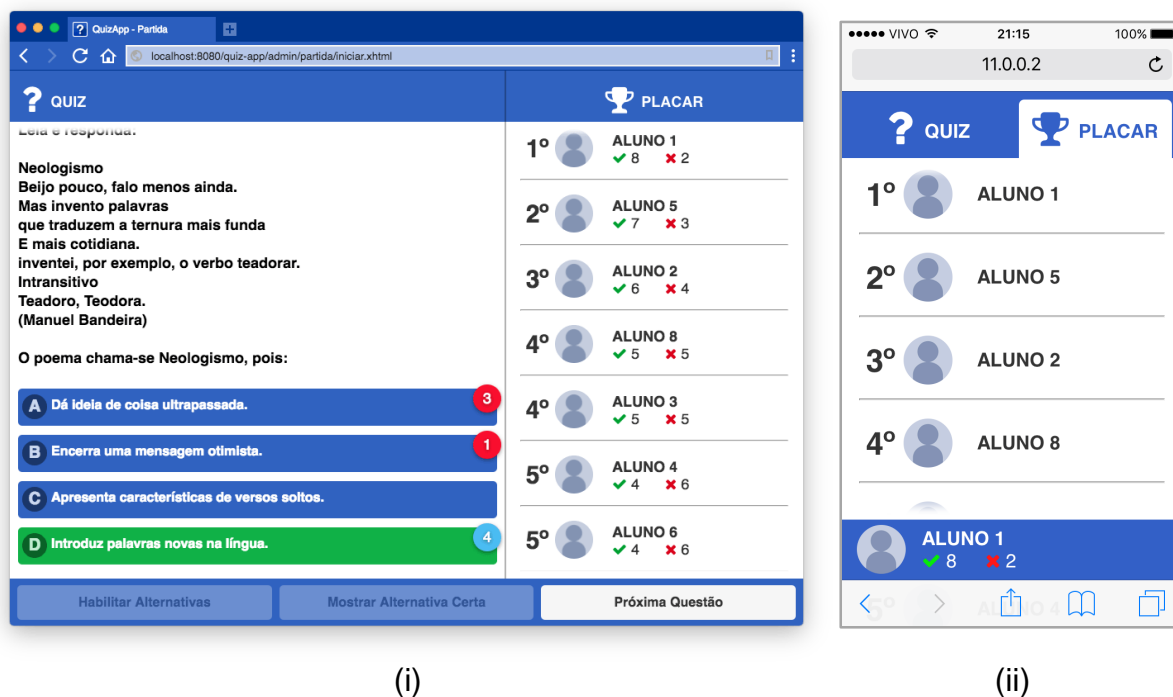 QuizApp - Partida
localhost:8080/quiz-app/admin/partida/iniciar.xhtml
? QUIZ
PLACAR
Leia e responda:
Neologismo
Beijo pouco, falo menos ainda.
Mas invento palavras
que traduzem a ternura mais funda
E mais cotidiana.
inventei, por exemplo, o verbo teadorar.
Intransitivo
Teadoro, Teodora.
(Manuel Bandeira)
O poema chama-se Neologismo, pois:
A Dá ideia de coisa ultrapassada. 3
B Encerra uma mensagem otimista. 1
C Apresenta características de versos soltos.
D Introduz palavras novas na língua. 4
1º ALUNO 1
8 2
2º ALUNO 5
7 3
3º ALUNO 2
6 4
4º ALUNO 8
5 5
4º ALUNO 3
5 5
5º ALUNO 4
4 6
5º ALUNO 6
4 6
Habilitar Alternativas
Mostrar Alternativa Certa
Próxima Questão
(i)
VIVO 21:15 100%
11.0.0.2
? QUIZ
PLACAR
1º ALUNO 1
2º ALUNO 5
3º ALUNO 2
4º ALUNO 8
ALUNO 1
8 2
5º ALUNO 4
(ii)